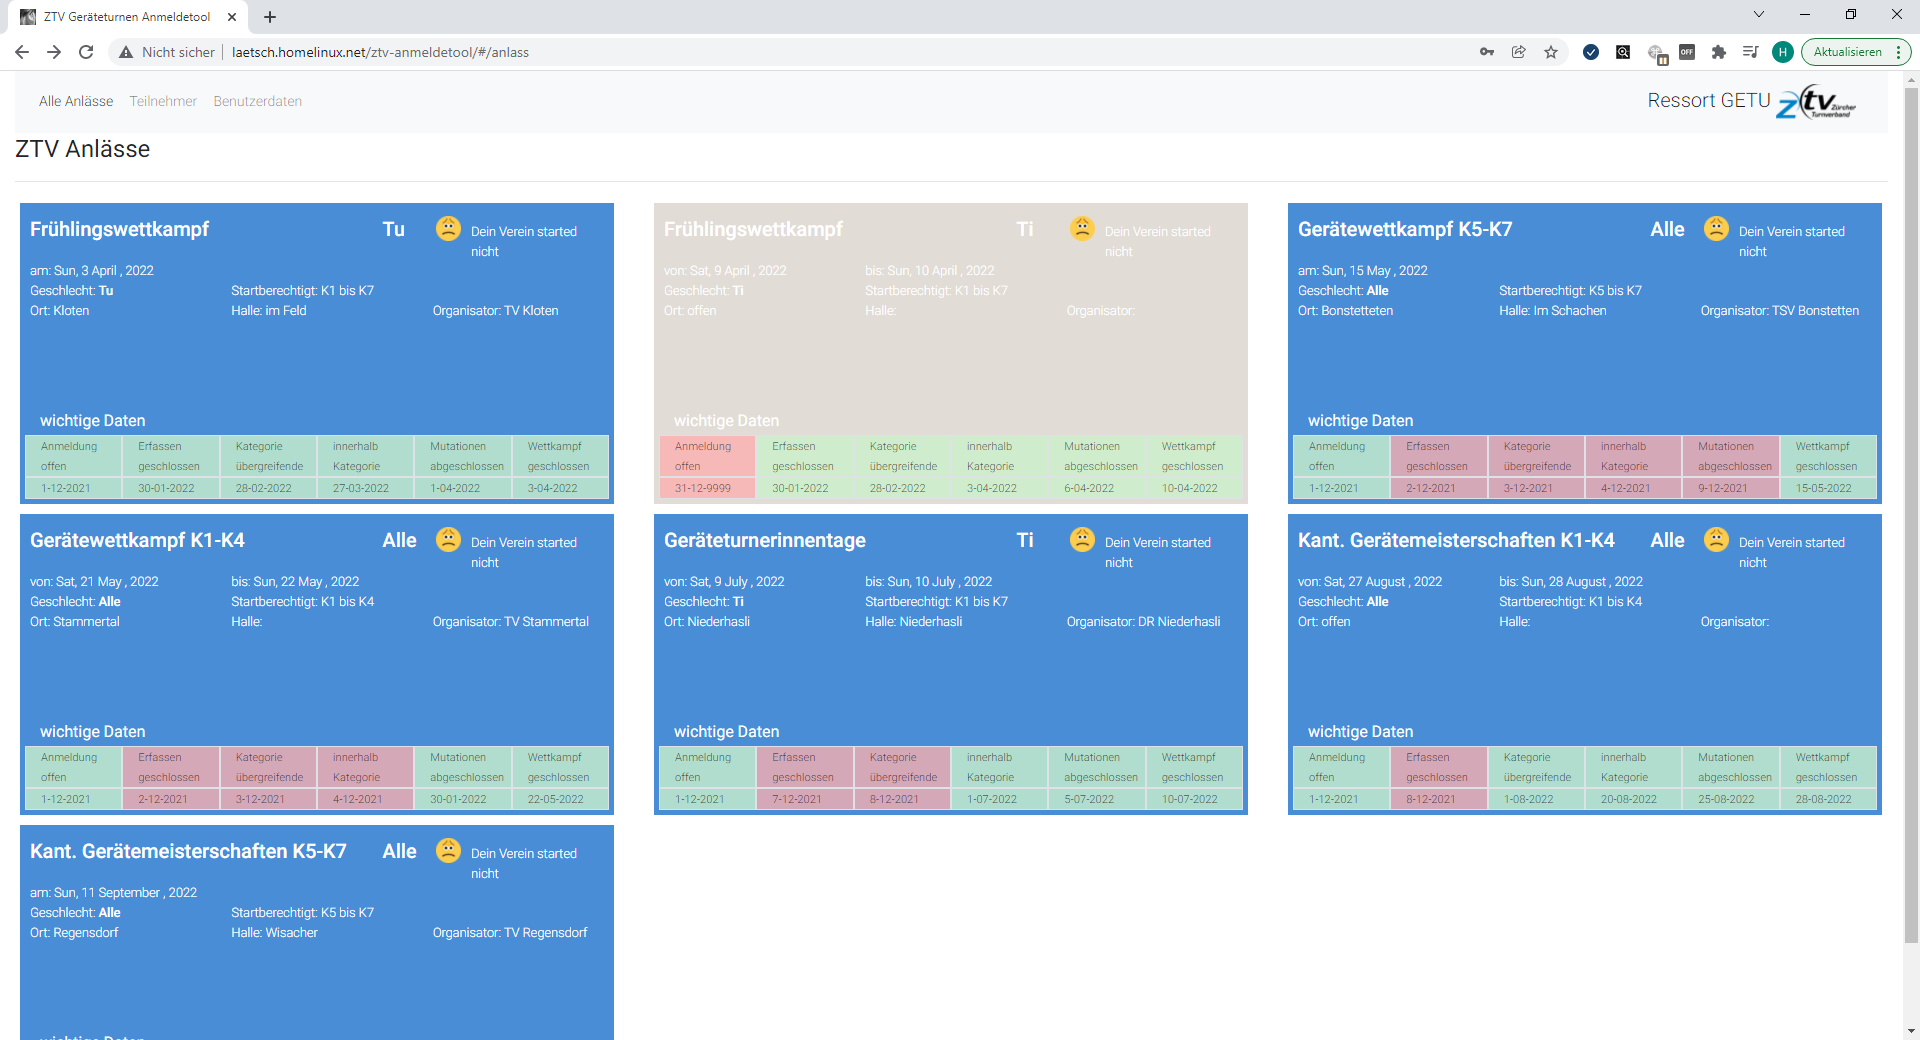 ZTV Geräteturnen Anmeldetool
Nicht sicher
laetsch.homelinux.net/ztv-anmeldetool/#/anlass
OFF
H
Aktualisieren
Alle Anlässe Teilnehmer Benutzerdaten
Ressort GETU ztv Zürcher Turnverband
ZTV Anlässe
Frühlingswettkampf Tu Dein Verein started
nicht
am: Sun, 3 April , 2022
Geschlecht: Tu Startberechtigt: K1 bis K7
Ort: Kloten Halle: im Feld Organisator: TV Kloten
wichtige Daten
Anmeldung Erfassen Kategorie innerhalb Mutationen Wettkampf
offen geschlossen übergreifende Kategorie abgeschlossen geschlossen
1-12-2021 30-01-2022 28-02-2022 27-03-2022 1-04-2022 3-04-2022
Frühlingswettkampf Ti Dein Verein started
nicht
von: Sat, 9 April , 2022 bis: Sun, 10 April , 2022
Geschlecht: Ti Startberechtigt: K1 bis K7
Ort: offen Halle: Organisator:
wichtige Daten
Anmeldung Erfassen Kategorie innerhalb Mutationen Wettkampf
offen geschlossen übergreifende Kategorie abgeschlossen geschlossen
31-12-9999 30-01-2022 28-02-2022 3-04-2022 6-04-2022 10-04-2022
Gerätewettkampf K5-K7 Alle Dein Verein started
nicht
am: Sun, 15 May , 2022
Geschlecht: Alle Startberechtigt: K5 bis K7
Ort: Bonstetteten Halle: Im Schachen Organisator: TSV Bonstetten
wichtige Daten
Anmeldung Erfassen Kategorie innerhalb Mutationen Wettkampf
offen geschlossen übergreifende Kategorie abgeschlossen geschlossen
1-12-2021 2-12-2021 3-12-2021 4-12-2021 9-12-2021 15-05-2022
Gerätewettkampf K1-K4 Alle Dein Verein started
nicht
von: Sat, 21 May , 2022 bis: Sun, 22 May , 2022
Geschlecht: Alle Startberechtigt: K1 bis K4
Ort: Stammertal Halle: Organisator: TV Stammertal
wichtige Daten
Anmeldung Erfassen Kategorie innerhalb Mutationen Wettkampf
offen geschlossen übergreifende Kategorie abgeschlossen geschlossen
1-12-2021 2-12-2021 3-12-2021 4-12-2021 30-01-2022 22-05-2022
Geräteturnerinnentage Ti Dein Verein started
nicht
von: Sat, 9 July , 2022 bis: Sun, 10 July , 2022
Geschlecht: Ti Startberechtigt: K1 bis K7
Ort: Niederhasli Halle: Niederhasli Organisator: DR Niederhasli
wichtige Daten
Anmeldung Erfassen Kategorie innerhalb Mutationen Wettkampf
offen geschlossen übergreifende Kategorie abgeschlossen geschlossen
1-12-2021 7-12-2021 8-12-2021 1-07-2022 5-07-2022 10-07-2022
Kant. Gerätemeisterschaften K1-K4 Alle Dein Verein started
nicht
von: Sat, 27 August , 2022 bis: Sun, 28 August , 2022
Geschlecht: Alle Startberechtigt: K1 bis K4
Ort: offen Halle: Organisator:
wichtige Daten
Anmeldung Erfassen Kategorie innerhalb Mutationen Wettkampf
offen geschlossen übergreifende Kategorie abgeschlossen geschlossen
1-12-2021 8-12-2021 1-08-2022 20-08-2022 25-08-2022 28-08-2022
Kant. Gerätemeisterschaften K5-K7 Alle Dein Verein started
nicht
am: Sun, 11 September , 2022
Geschlecht: Alle Startberechtigt: K5 bis K7
Ort: Regensdorf Halle: Wisacher Organisator: TV Regensdorf